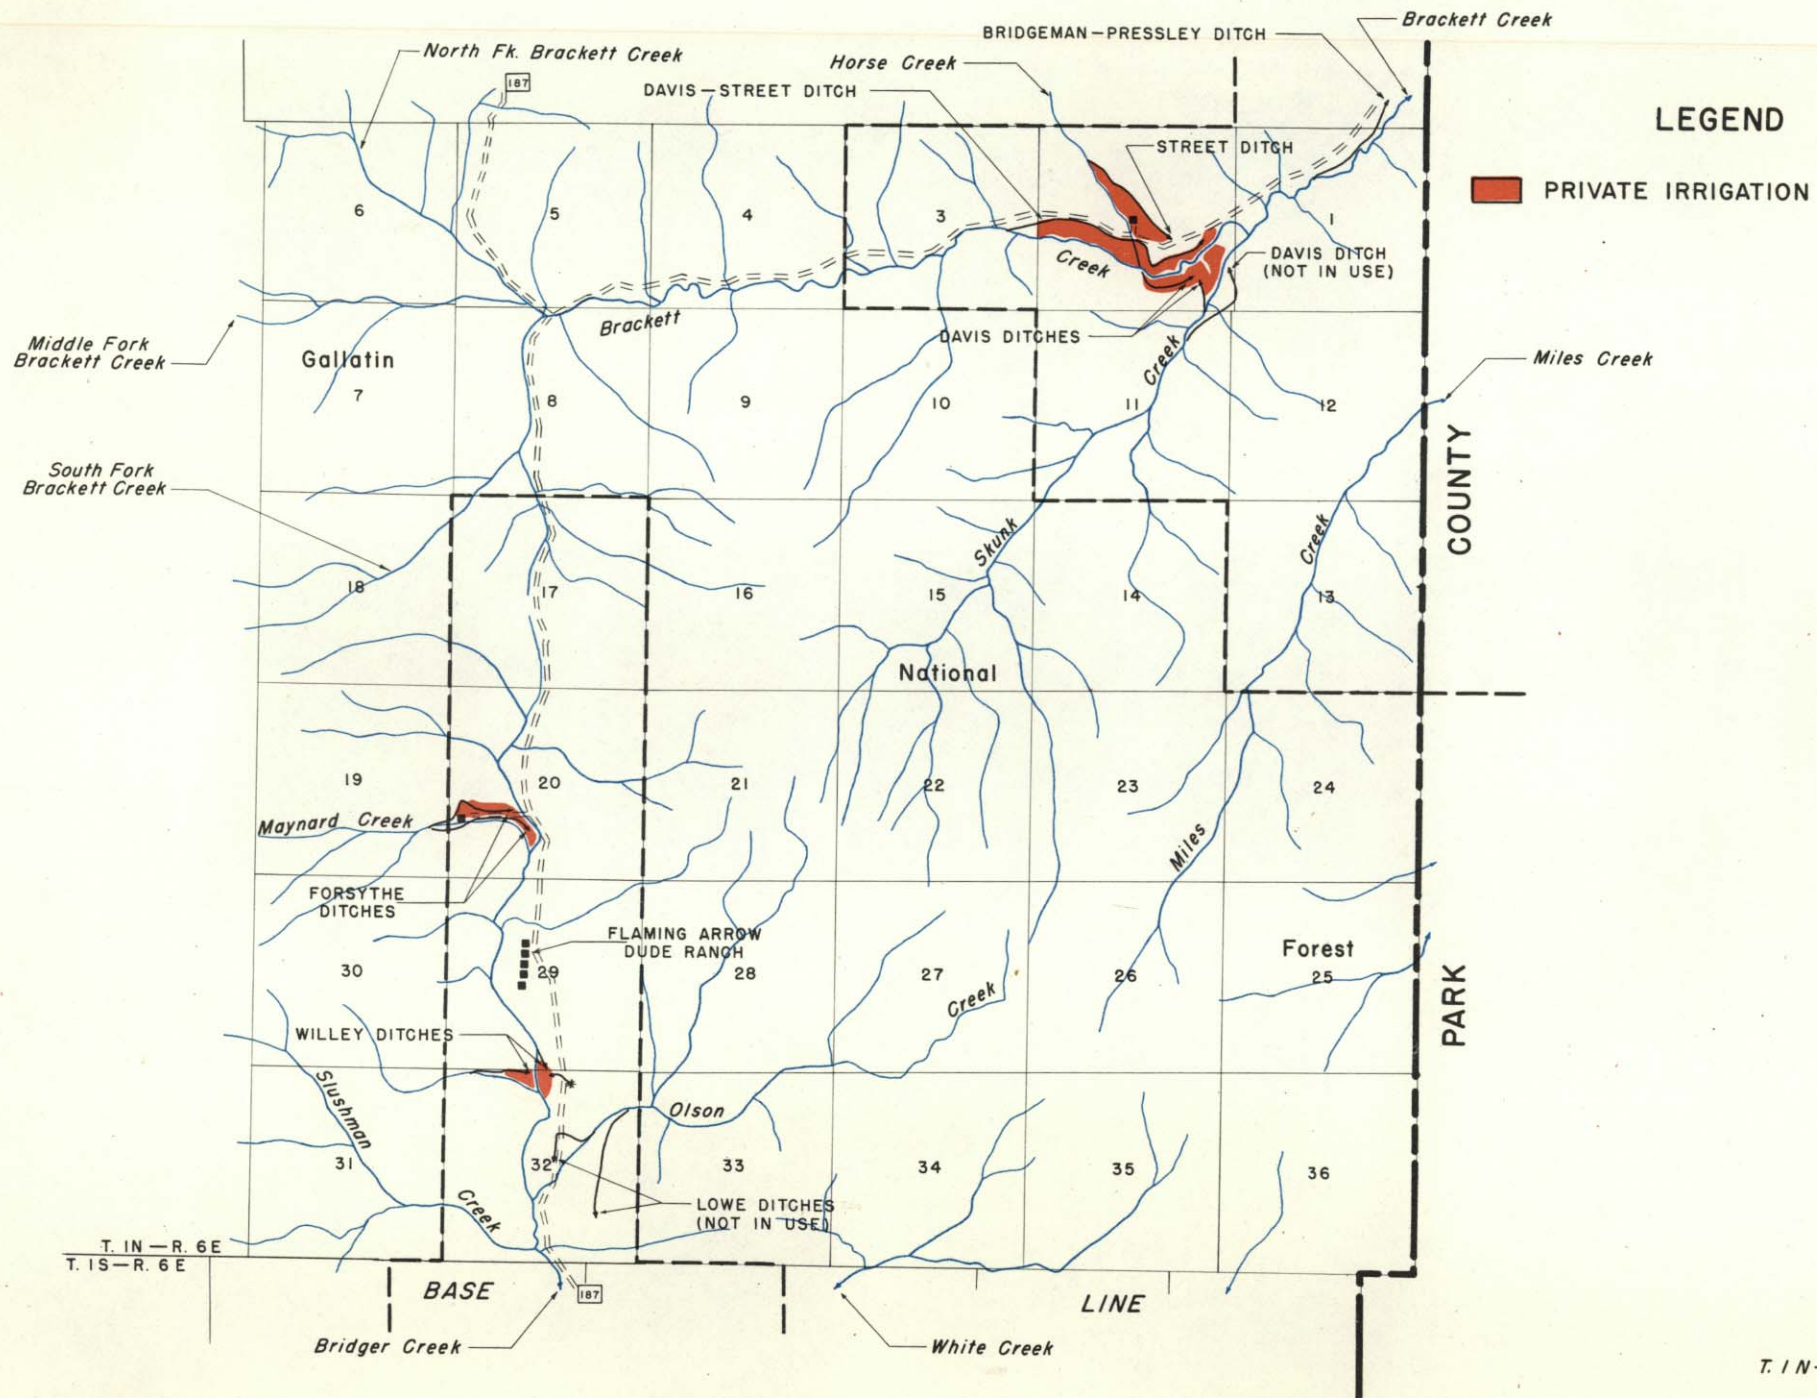 Brackett Creek
BRIDGEMAN-PRESSLEY DITCH
North Fk. Brackett Creek
Horse Creek
187
DAVIS-STREET DITCH
LEGEND
STREET DITCH
PRIVATE IRRIGATION
6
5
4
3
1
Creek
DAVIS DITCH
(NOT IN USE)
Brackett
DAVIS DITCHES
Middle Fork
Brackett Creek
Gallatin
Creek
Miles Creek
7
8
9
10
11
12
COUNTY
South Fork
Brackett Creek
Skunk
Creek
18
17
16
15
14
13
National
19
20
21
22
23
24
Maynard Creek
Miles
FORSYTHE
DITCHES
FLAMING ARROW
DUDE RANCH
Forest
30
29
28
27
26
25
Creek
PARK
WILLEY DITCHES
Slushman
Olson
31
32
33
34
35
36
Creek
LOWE DITCHES
(NOT IN USE)
T. 1N-R. 6E
T. 1S-R. 6E
BASE
187
LINE
Bridger Creek
White Creek
T. 1 N-